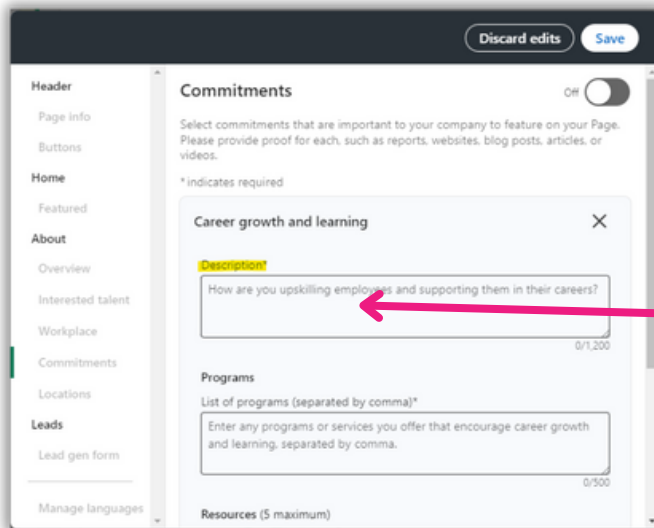 Discard edits
Save
Header
Page info
Buttons
Home
Featured
About
Overview
Interested talent
Workplace
Commitments
Locations
Leads
Lead gen form
Manage languages
Commitments
Off
Select commitments that are important to your company to feature on your Page.
Please provide proof for each, such as reports, websites, blog posts, articles, or
videos.
* indicates required
Career growth and learning
Description*
How are you upskilling employees and supporting them in their careers?
0/1,200
Programs
List of programs (separated by comma)*
Enter any programs or services you offer that encourage career growth
and learning, separated by comma.
0/500
Resources (5 maximum)